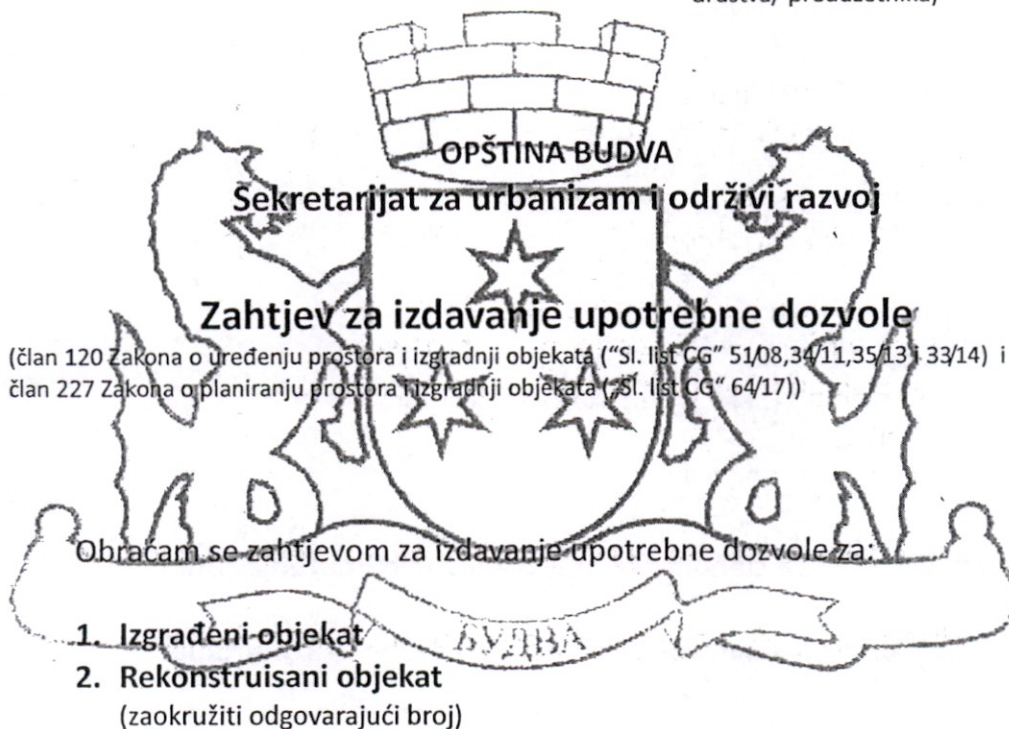 društva/ preduzetnika)
OPŠTINA BUDVA
Sekretarijat za urbanizam i održivi razvoj
Zahtjev za izdavanje upotrebne dozvole
(član 120 Zakona o uređenju prostora i izgradnji objekata (“Sl. list CG” 51/08,34/11,35/13 i 33/14) i
član 227 Zakona o planiranju prostora i izgradnji objekata („Sl. list CG“ 64/17))
Obraćam se zahtjevom za izdavanje upotrebne dozvole za:
1. Izgrađeni objekat
БУДВА
2. Rekonstruisani objekat
(zaokružiti odgovarajući broj)